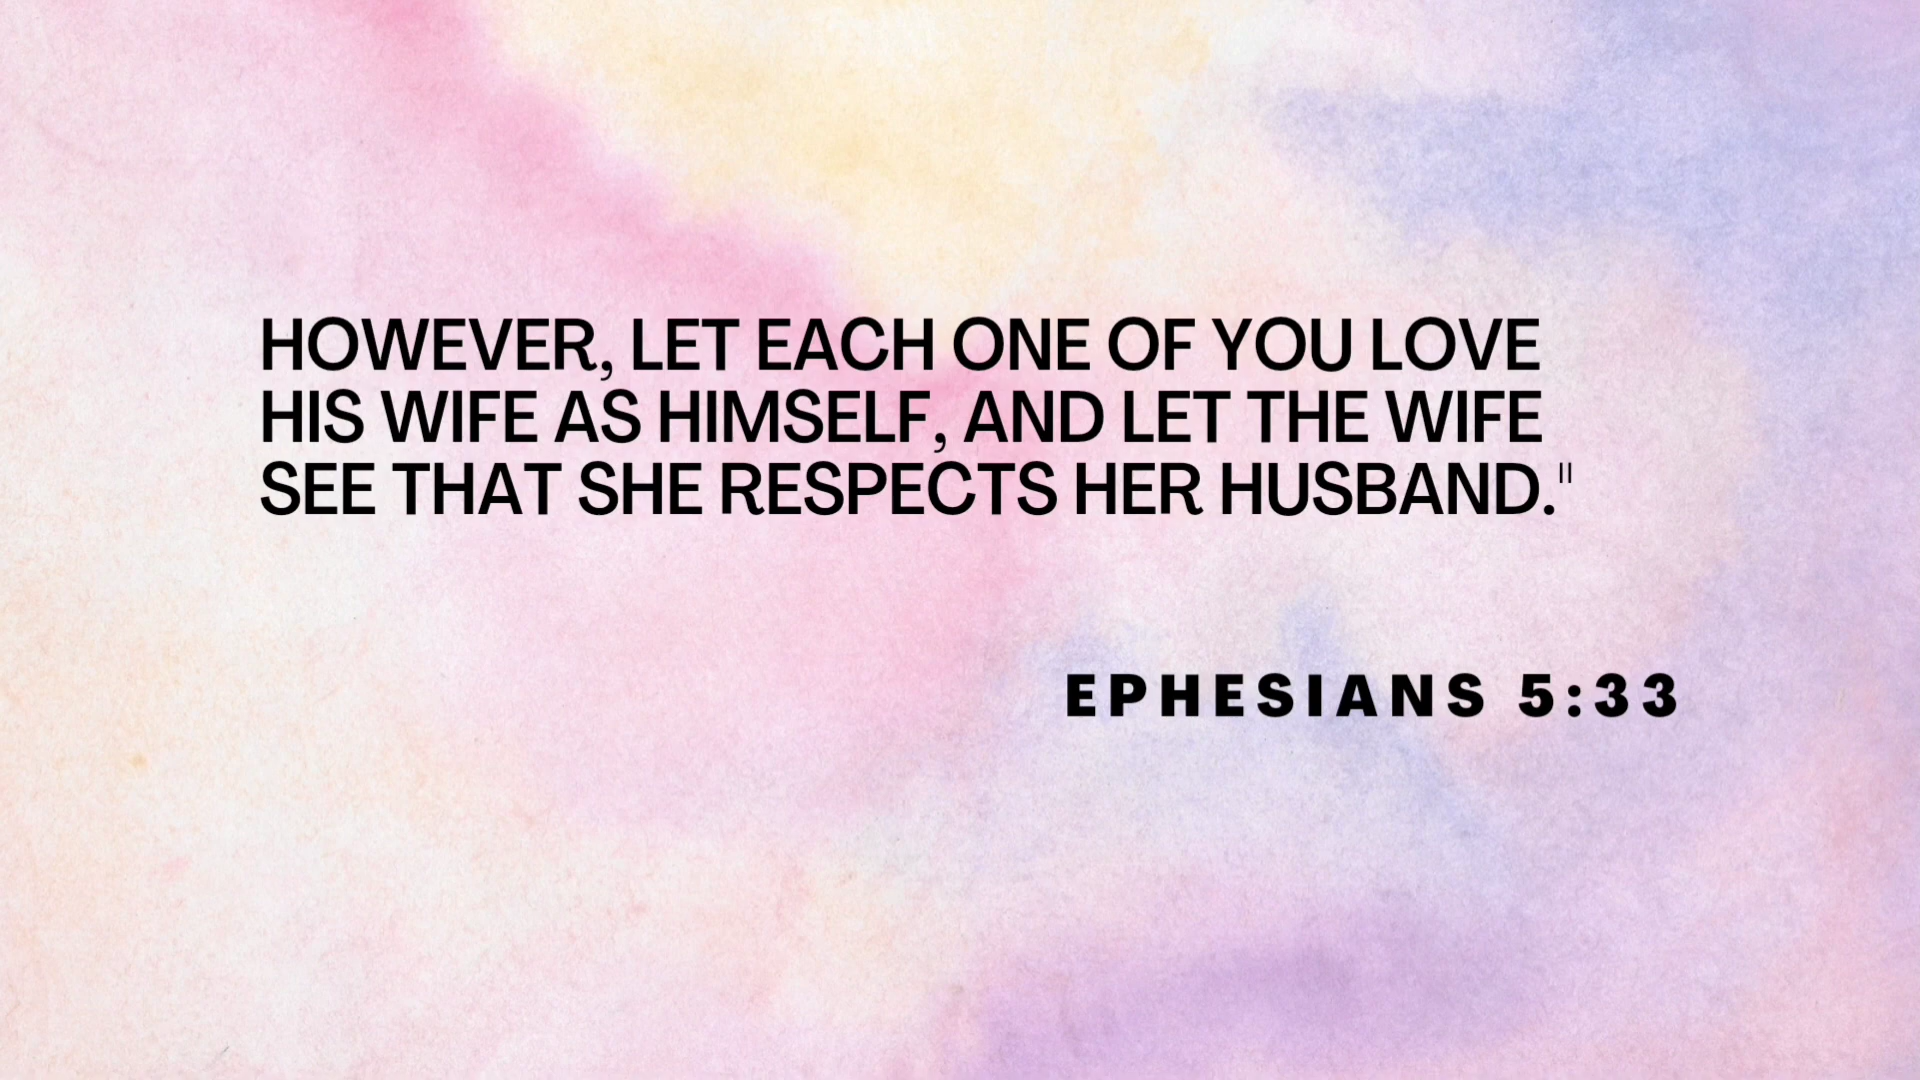 HOWEVER, LET EACH ONE OF YOU LOVE
HIS WIFE AS HIMSELF, AND LET THE WIFE
SEE THAT SHE RESPECTS HER HUSBAND."
EPHESIANS 5:33